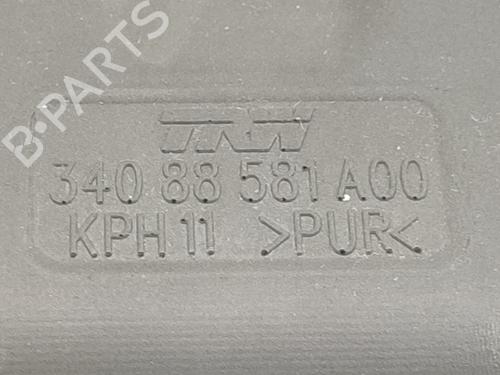 B-PARTS
TRW
340 88 581 A00
KPH 11 >PUR<